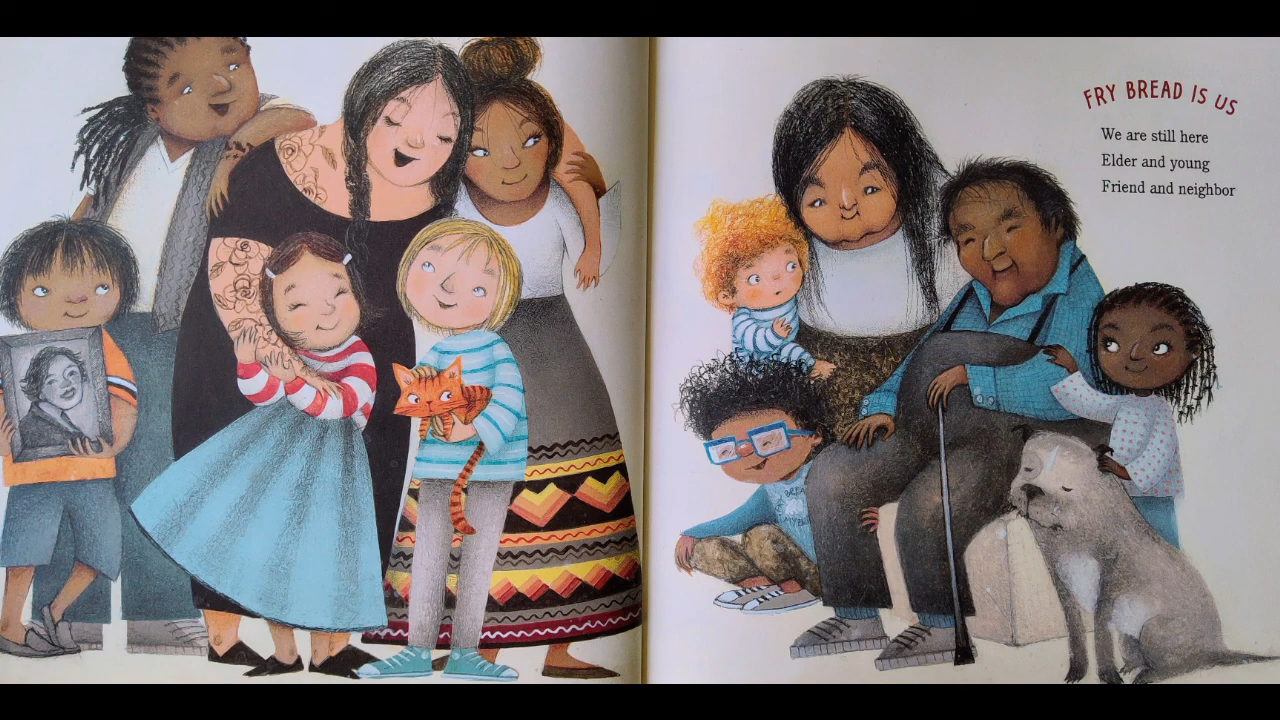 FRY BREAD IS US
We are still here
Elder and young
Friend and neighbor